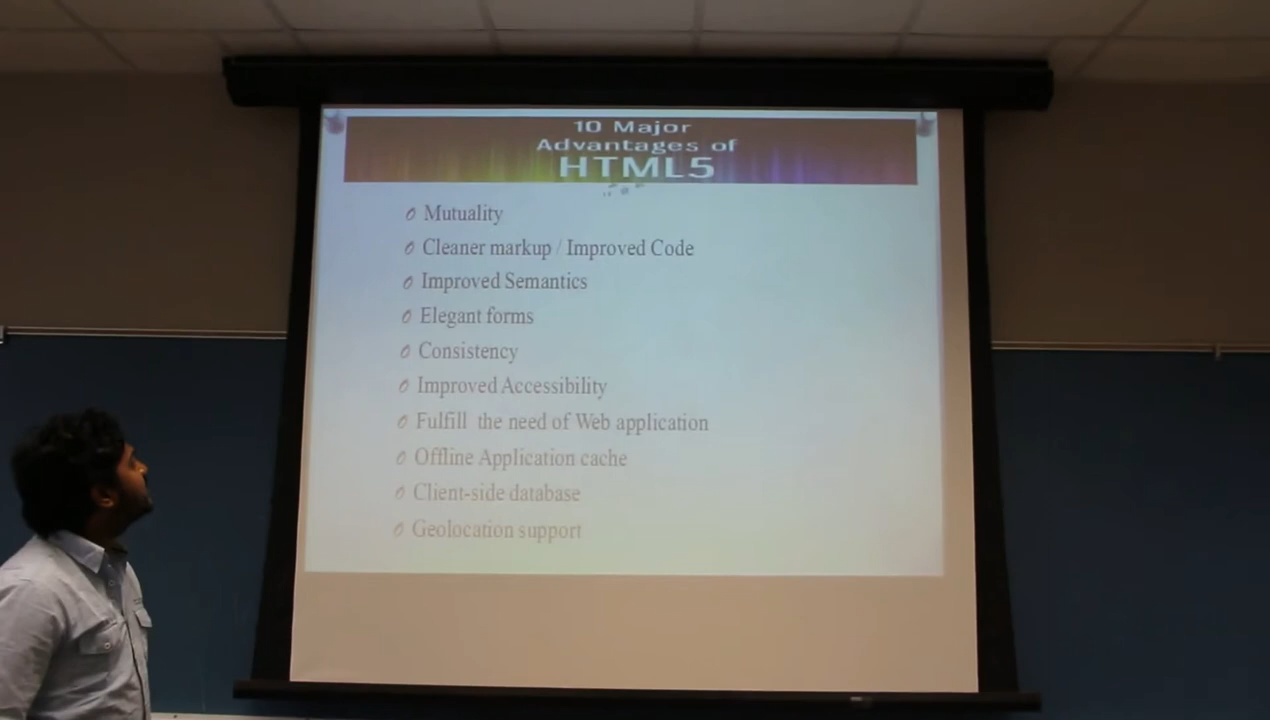 10 Major
Advantages of
HTML5
Mutuality
Cleaner markup / Improved Code
Improved Semantics
Elegant forms
Consistency
Improved Accessibility
Fulfill the need of Web application
Offline Application cache
Client-side database
Geolocation support